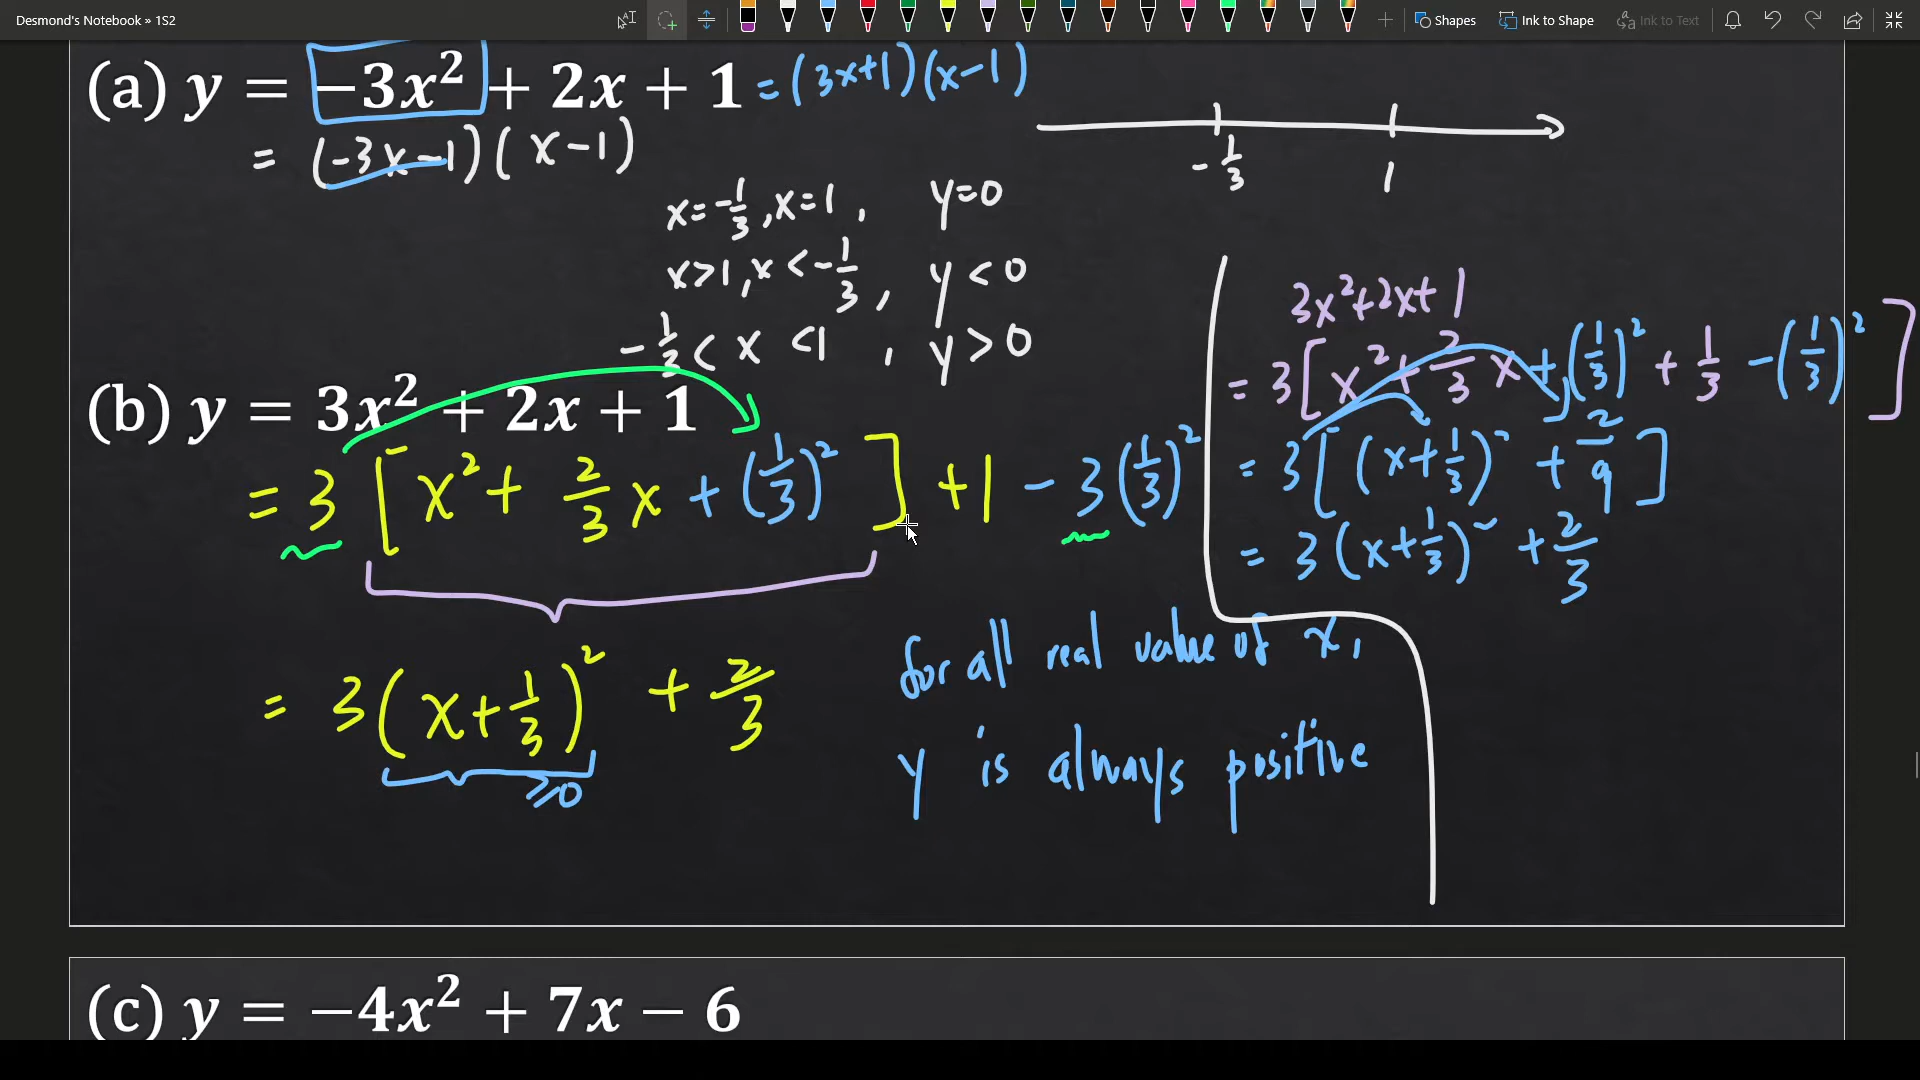 Desmond's Notebook » 1S2
Shapes
Ink to Shape
Ink to Text
(a) y = −3x² + 2x + 1 = (3x+1)(x−1)
= (-3x-1)(x-1)
-1/3 1
x=-1/3, x=1, y=0
x>1, x<-1/3, y<0
-1/3 < x < 1, y>0
(b) y = 3x² + 2x + 1
= 3[x² + 2/3 x + (1/3)²] + 1 - 3(1/3)²
= 3(x+1/3)² + 2/3
≥0
3x²+2x+1
= 3[x² + 2/3 x + (1/3)² + 1/3 - (1/3)²]
= 3[(x+1/3)² + 2/9]
= 3(x+1/3)² + 2/3
for all real value of x,
y is always positive
(c) y = −4x² + 7x − 6